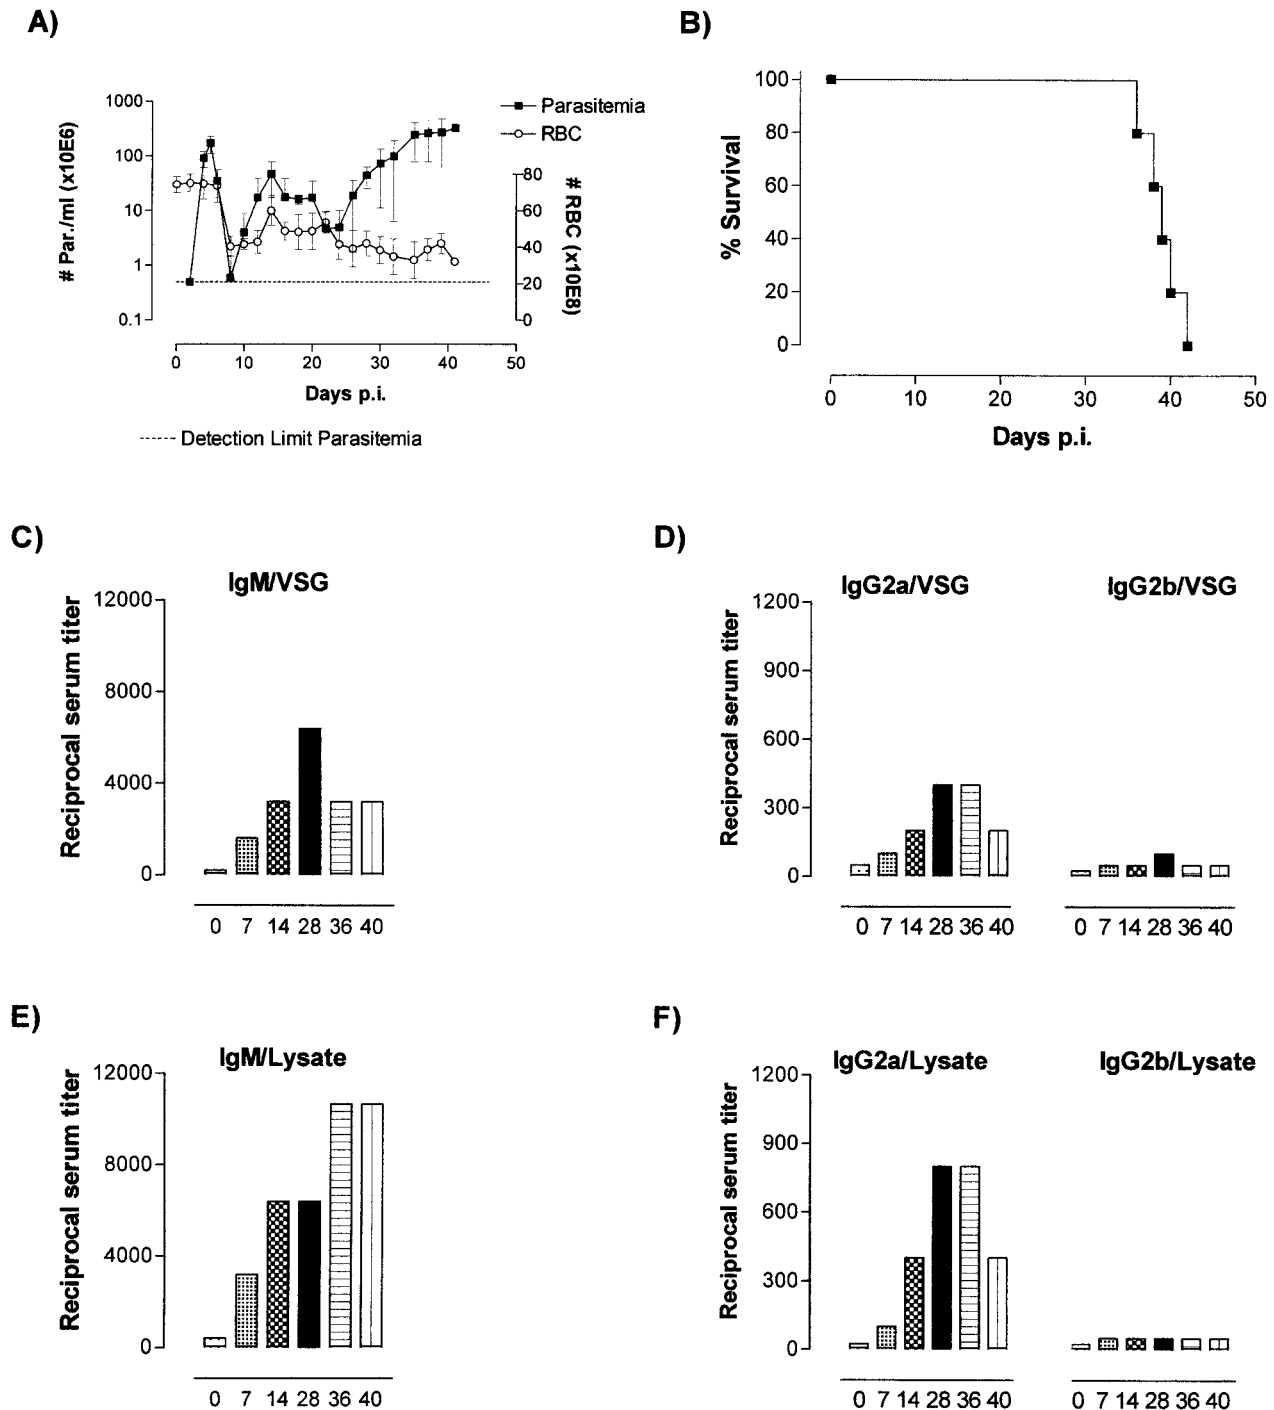 A)
1000
100
10
1
0.1
# Par./ml (x10E6)
Parasitemia
RBC
80
60
40
20
0
# RBC (x10E8)
0 10 20 30 40 50
Days p.i.
Detection Limit Parasitemia
B)
100
80
60
40
20
0
% Survival
0 10 20 30 40 50
Days p.i.
C)
IgM/VSG
12000
8000
4000
0
Reciprocal serum titer
0 7 14 28 36 40
D)
IgG2a/VSG IgG2b/VSG
1200
900
600
300
0
Reciprocal serum titer
0 7 14 28 36 40 0 7 14 28 36 40
E)
IgM/Lysate
12000
8000
4000
0
Reciprocal serum titer
0 7 14 28 36 40
F)
IgG2a/Lysate IgG2b/Lysate
1200
900
600
300
0
Reciprocal serum titer
0 7 14 28 36 40 0 7 14 28 36 40